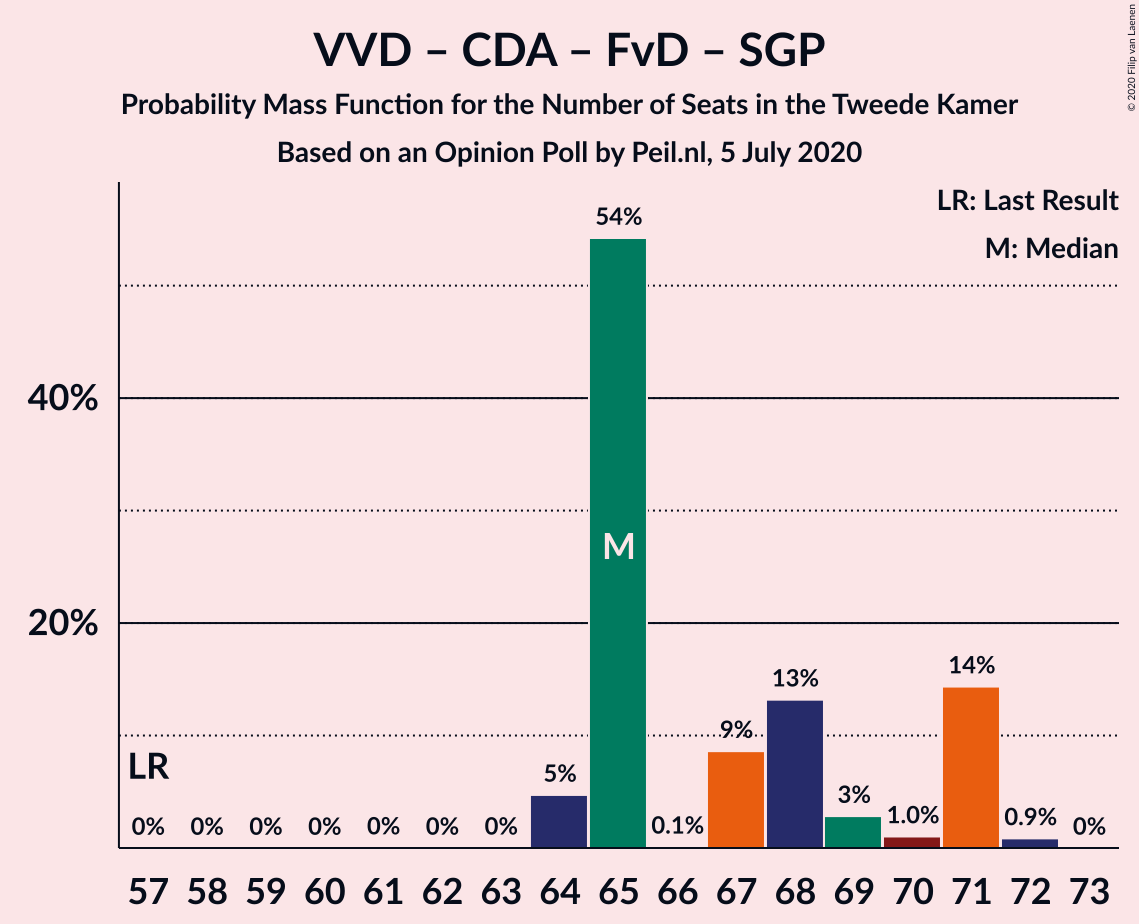 VVD – CDA – FvD – SGP
Probability Mass Function for the Number of Seats in the Tweede Kamer
Based on an Opinion Poll by Peil.nl, 5 July 2020
© 2020 Filip van Laenen
LR: Last Result
M: Median
40%
20%
LR
M
0% 0% 0% 0% 0% 0% 0% 5% 54% 0.1% 9% 13% 3% 1.0% 14% 0.9% 0%
57 58 59 60 61 62 63 64 65 66 67 68 69 70 71 72 73